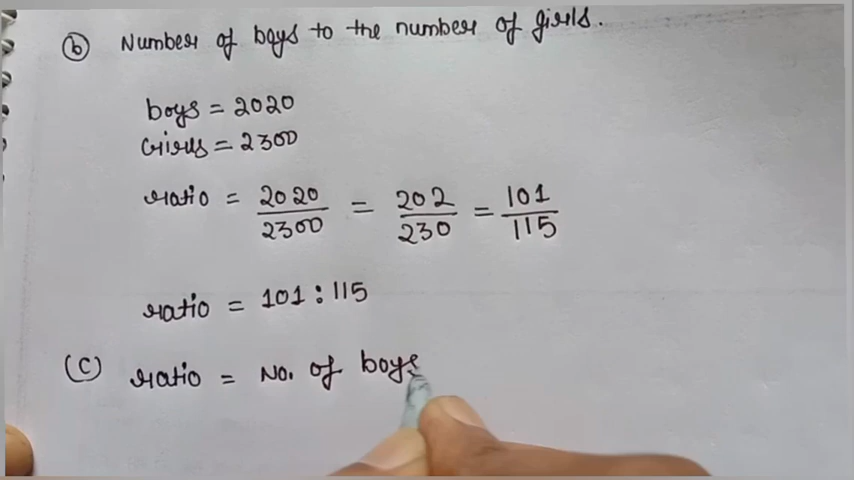 (b) Number of boys to the number of girls.
boys = 2020
Girls = 2300
ratio = 2020/2300 = 202/230 = 101/115
ratio = 101 : 115
(C) ratio = No. of boys